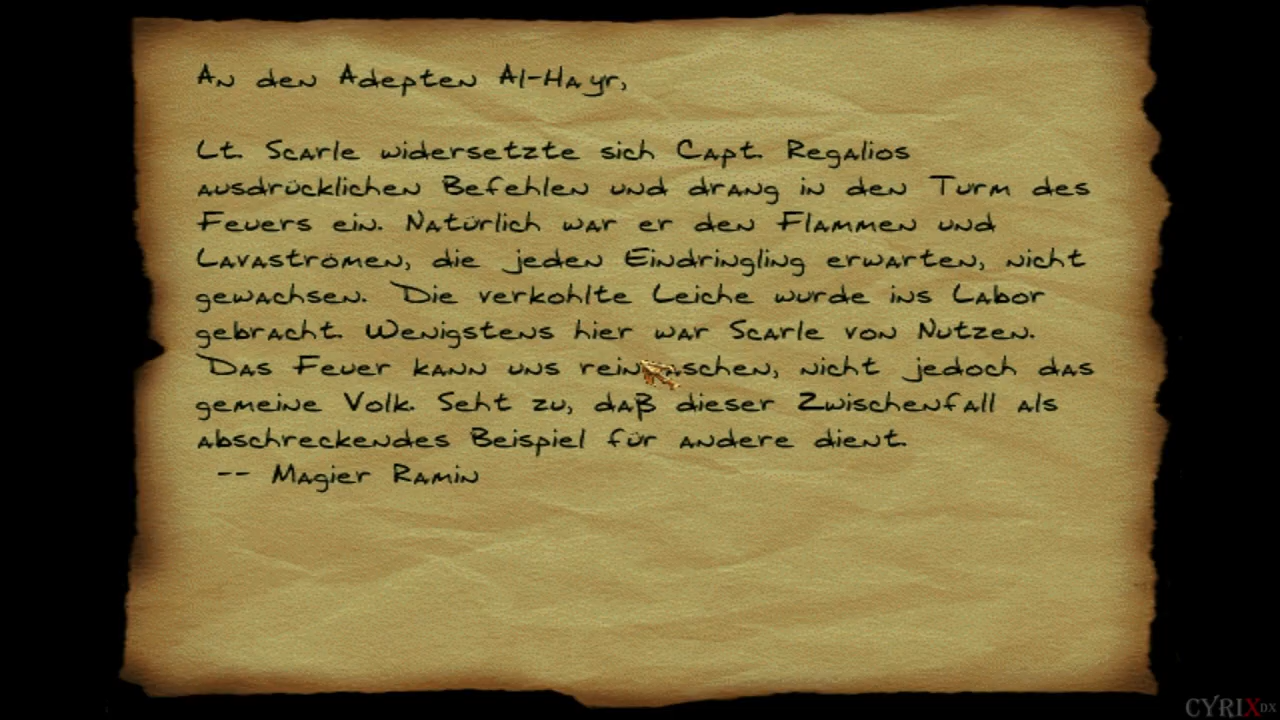 An den Adepten Al-Hayr,
Lt. Scarle widersetzte sich Capt. Regalios
ausdrücklichen Befehlen und drang in den Turm des
Feuers ein. Natürlich war er den Flammen und
Lavaströmen, die jeden Eindringling erwarten, nicht
gewachsen. Die verkohlte Leiche wurde ins Labor
gebracht. Wenigstens hier war Scarle von Nutzen.
Das Feuer kann uns reinwaschen, nicht jedoch das
gemeine Volk. Seht zu, daß dieser Zwischenfall als
abschreckendes Beispiel für andere dient.
-- Magier Ramin
CYRIXDX